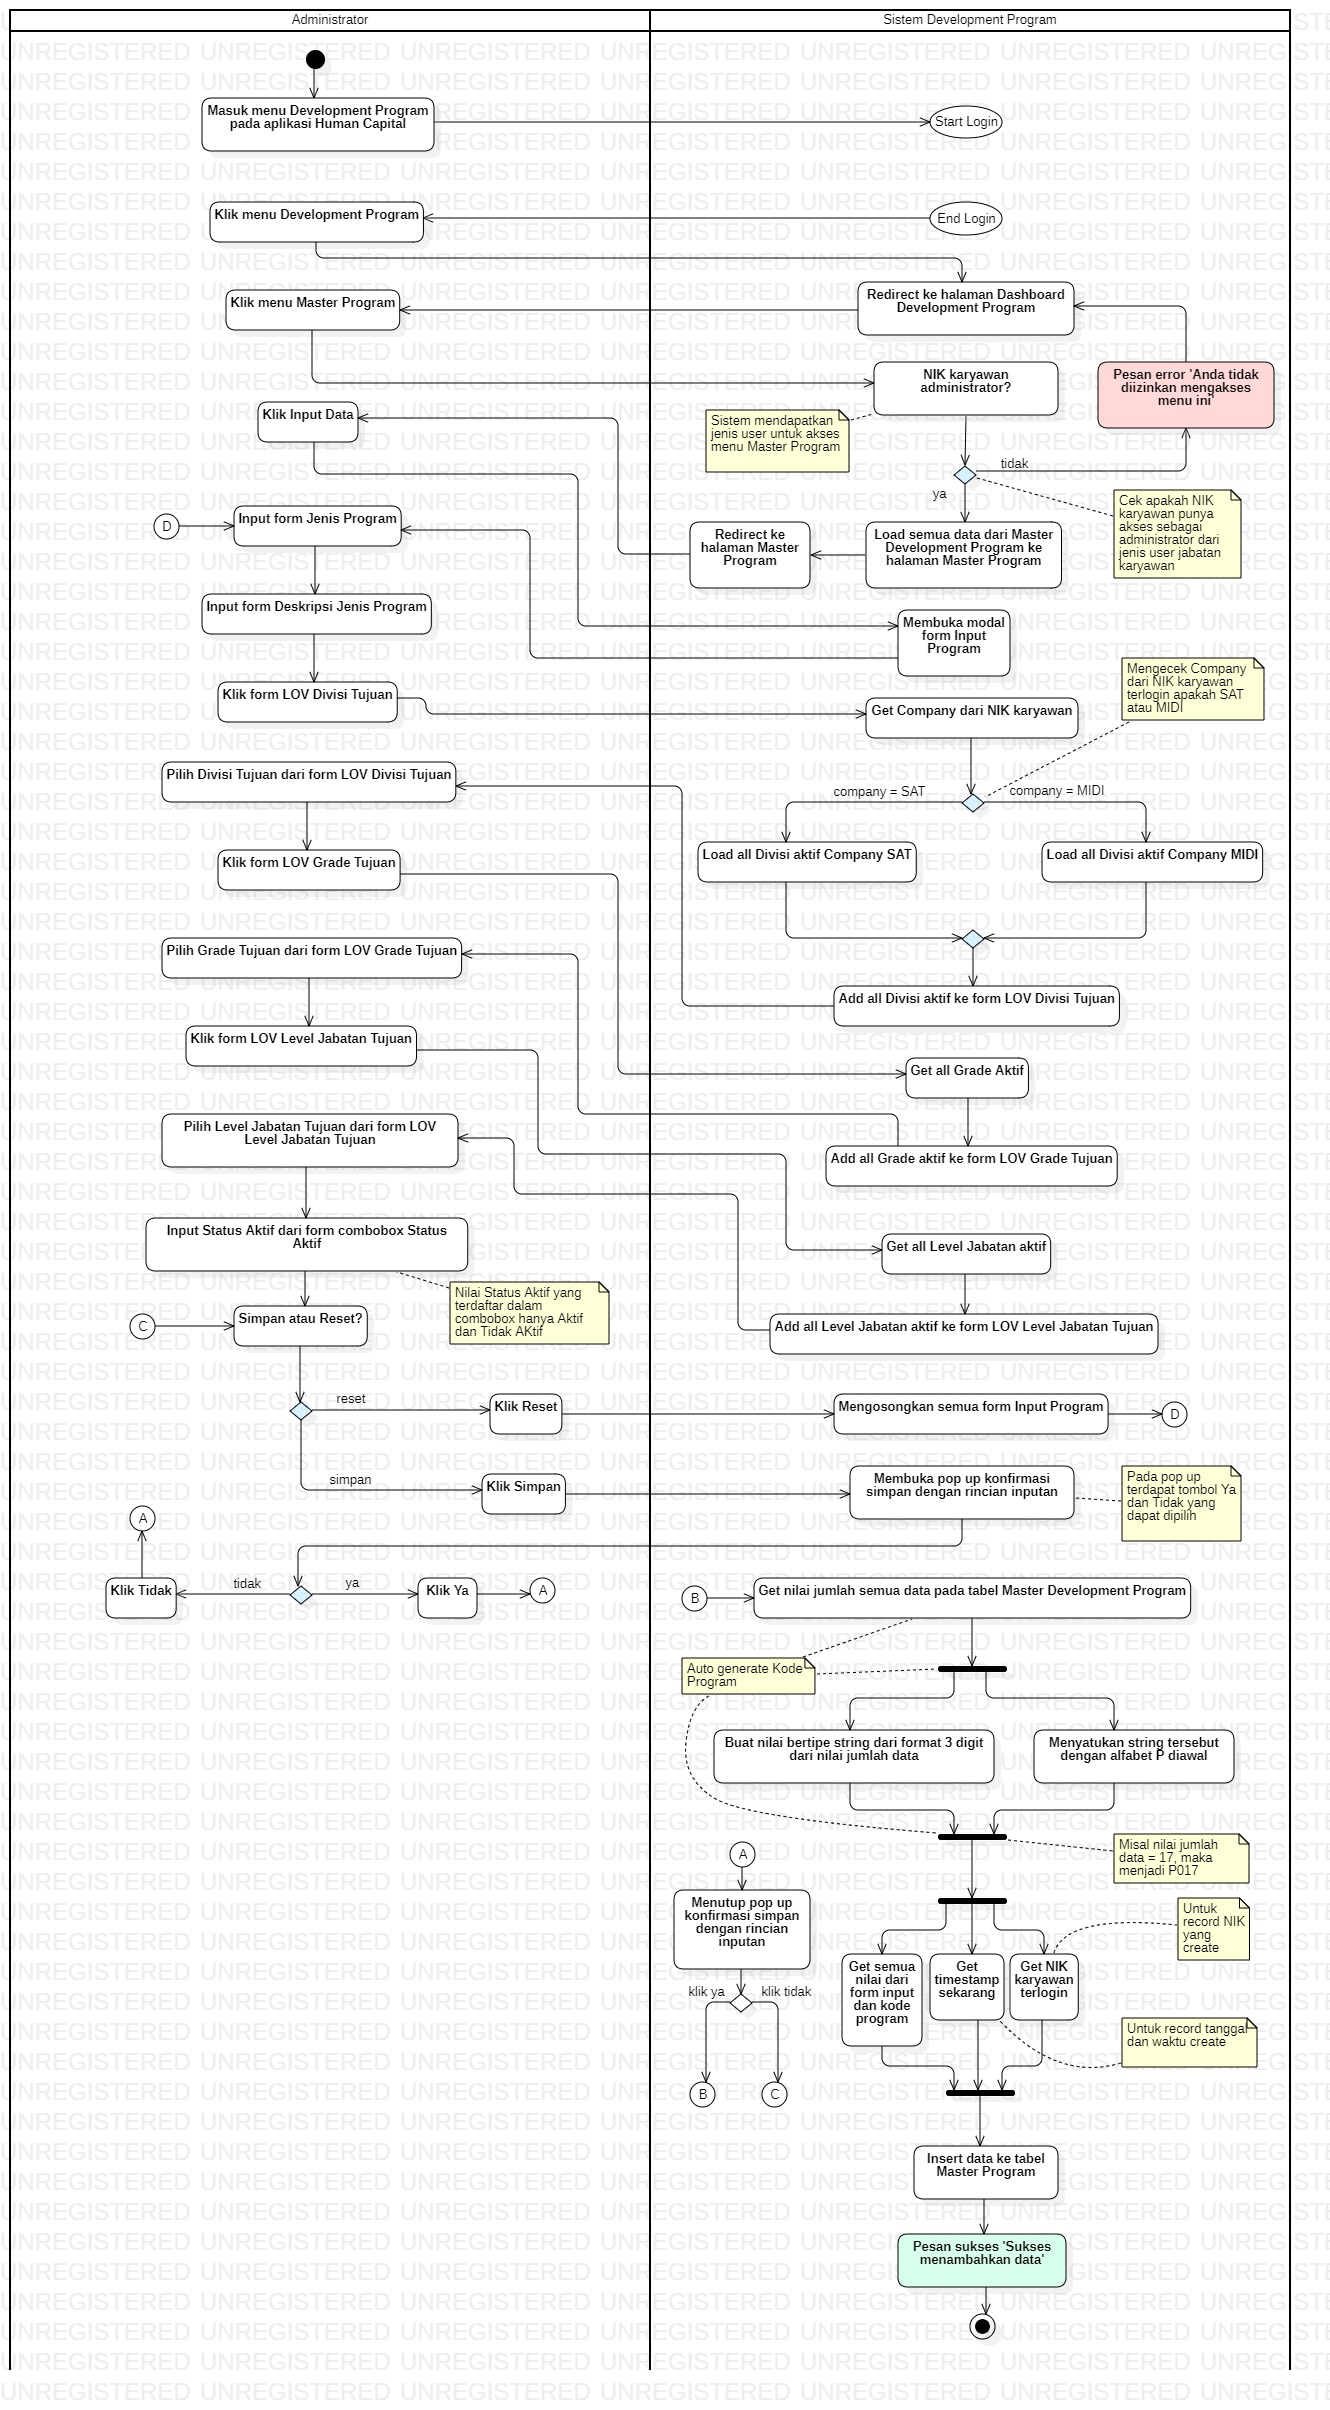 Administrator
Sistem Development Program
Masuk menu Development Program
pada aplikasi Human Capital
Start Login
Klik menu Development Program
End Login
Klik menu Master Program
Redirect ke halaman Dashboard
Development Program
NIK karyawan
administrator?
Pesan error 'Anda tidak
diizinkan mengakses
menu ini'
Klik Input Data
Sistem mendapatkan
jenis user untuk akses
menu Master Program
tidak
ya
Cek apakah NIK
karyawan punya
akses sebagai
administrator dari
jenis user jabatan
karyawan
D
Input form Jenis Program
Redirect ke
halaman Master
Program
Load semua data dari Master
Development Program ke
halaman Master Program
Input form Deskripsi Jenis Program
Membuka modal
form Input
Program
Mengecek Company
dari NIK karyawan
terlogin apakah SAT
atau MIDI
Klik form LOV Divisi Tujuan
Get Company dari NIK karyawan
Pilih Divisi Tujuan dari form LOV Divisi Tujuan
company = SAT
company = MIDI
Klik form LOV Grade Tujuan
Load all Divisi aktif Company SAT
Load all Divisi aktif Company MIDI
Pilih Grade Tujuan dari form LOV Grade Tujuan
Add all Divisi aktif ke form LOV Divisi Tujuan
Klik form LOV Level Jabatan Tujuan
Get all Grade Aktif
Pilih Level Jabatan Tujuan dari form LOV
Level Jabatan Tujuan
Add all Grade aktif ke form LOV Grade Tujuan
Input Status Aktif dari form combobox Status
Aktif
Get all Level Jabatan aktif
Nilai Status Aktif yang
terdaftar dalam
combobox hanya Aktif
dan Tidak AKtif
C
Simpan atau Reset?
Add all Level Jabatan aktif ke form LOV Level Jabatan Tujuan
reset
Klik Reset
Mengosongkan semua form Input Program
D
simpan
Klik Simpan
Membuka pop up konfirmasi
simpan dengan rincian inputan
Pada pop up
terdapat tombol Ya
dan Tidak yang
dapat dipilih
A
Klik Tidak
tidak
ya
Klik Ya
A
B
Get nilai jumlah semua data pada tabel Master Development Program
Auto generate Kode
Program
Buat nilai bertipe string dari format 3 digit
dari nilai jumlah data
Menyatukan string tersebut
dengan alfabet P diawal
Misal nilai jumlah
data = 17, maka
menjadi P017
A
Menutup pop up
konfirmasi simpan
dengan rincian
inputan
Untuk
record NIK
yang
create
Get semua
nilai dari
form input
dan kode
program
Get
timestamp
sekarang
Get NIK
karyawan
terlogin
klik ya
klik tidak
Untuk record tanggal
dan waktu create
B
C
Insert data ke tabel
Master Program
Pesan sukses 'Sukses
menambahkan data'
UNREGISTERED UNREGISTERED UNREGISTERED UNREGISTERED UNREGISTERED UNREGISTERED UNREGISTE